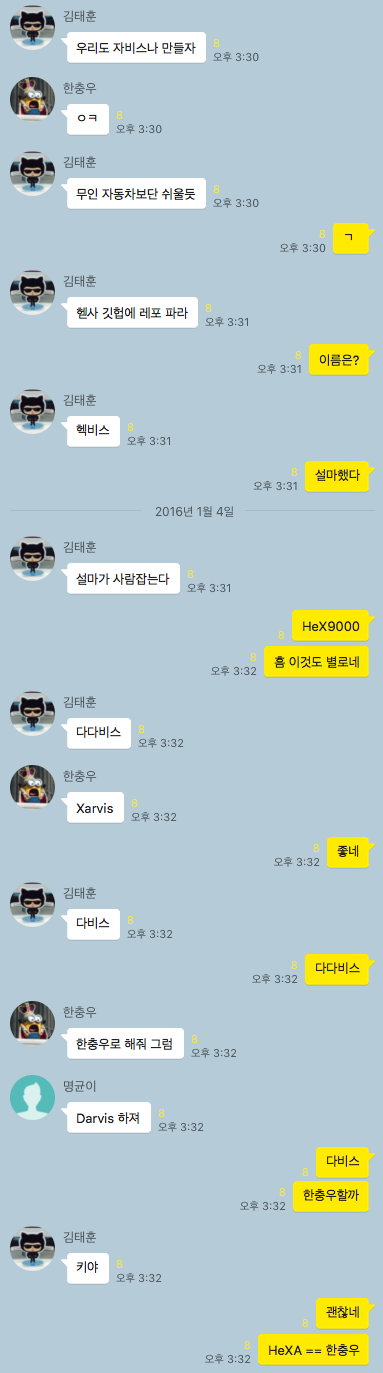 김태훈
우리도 자비스나 만들자
8
오후 3:30
한충우
ㅇㅋ
8
오후 3:30
김태훈
무인 자동차보단 쉬울듯
8
오후 3:30
8
오후 3:30
ㄱ
김태훈
헨사 깃헙에 레포 파라
8
오후 3:31
8
오후 3:31
이름은?
김태훈
헥비스
8
오후 3:31
8
오후 3:31
설마했다
2016년 1월 4일
김태훈
설마가 사람잡는다
8
오후 3:31
8
HeX9000
8
오후 3:32
흠 이것도 별로네
김태훈
다다비스
8
오후 3:32
한충우
Xarvis
8
오후 3:32
8
오후 3:32
좋네
김태훈
다비스
8
오후 3:32
8
오후 3:32
다다비스
한충우
한충우로 해줘 그럼
8
오후 3:32
명균이
Darvis 하져
8
오후 3:32
8
다비스
8
오후 3:32
한충우할까
김태훈
키야
8
오후 3:32
8
괜찮네
8
오후 3:32
HeXA == 한충우